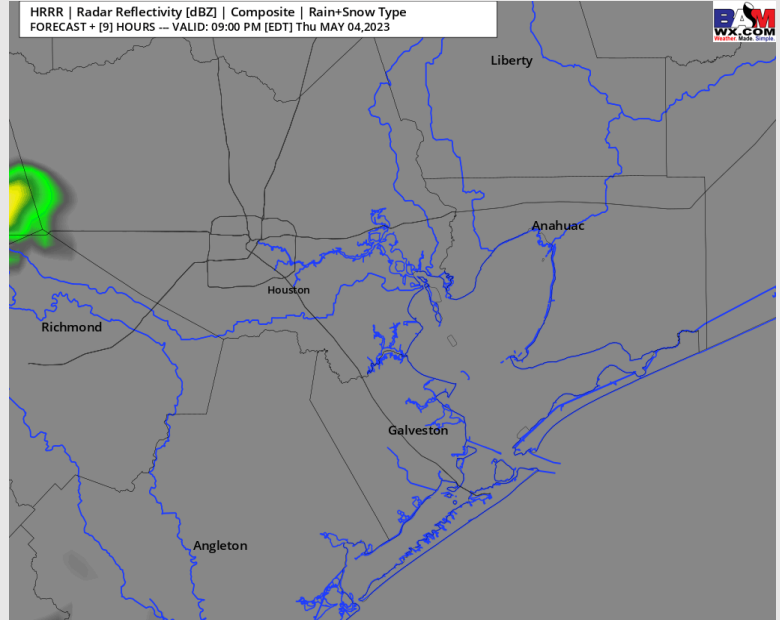 HRRR | Radar Reflectivity [dBZ] | Composite | Rain+Snow Type
FORECAST + [9] HOURS --- VALID: 09:00 PM [EDT] Thu MAY 04,2023
BAM
WX.COM
Weather. Made. Simple.
Liberty
Anahuac
Houston
Richmond
Galveston
Angleton